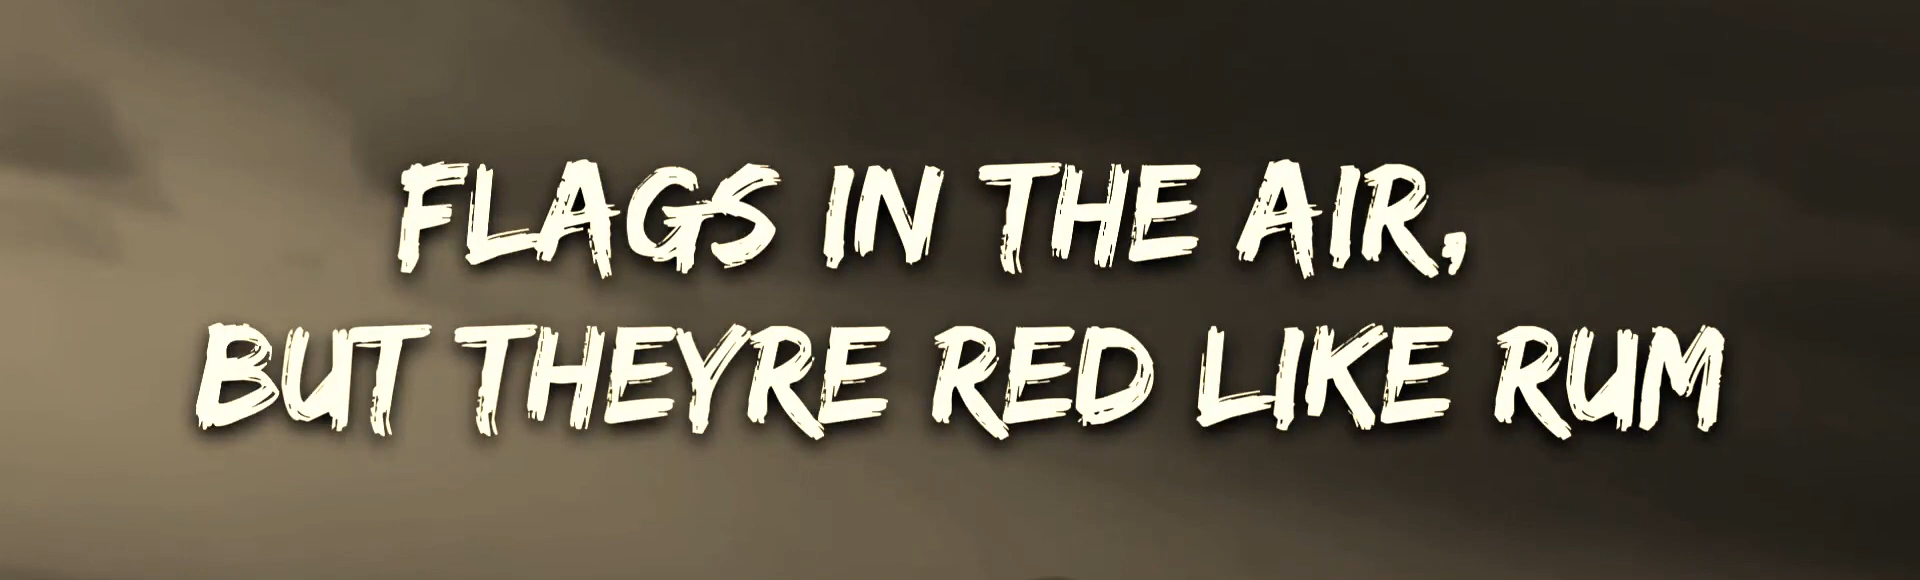 FLAGS IN THE AIR,
BUT THEYRE RED LIKE RUM